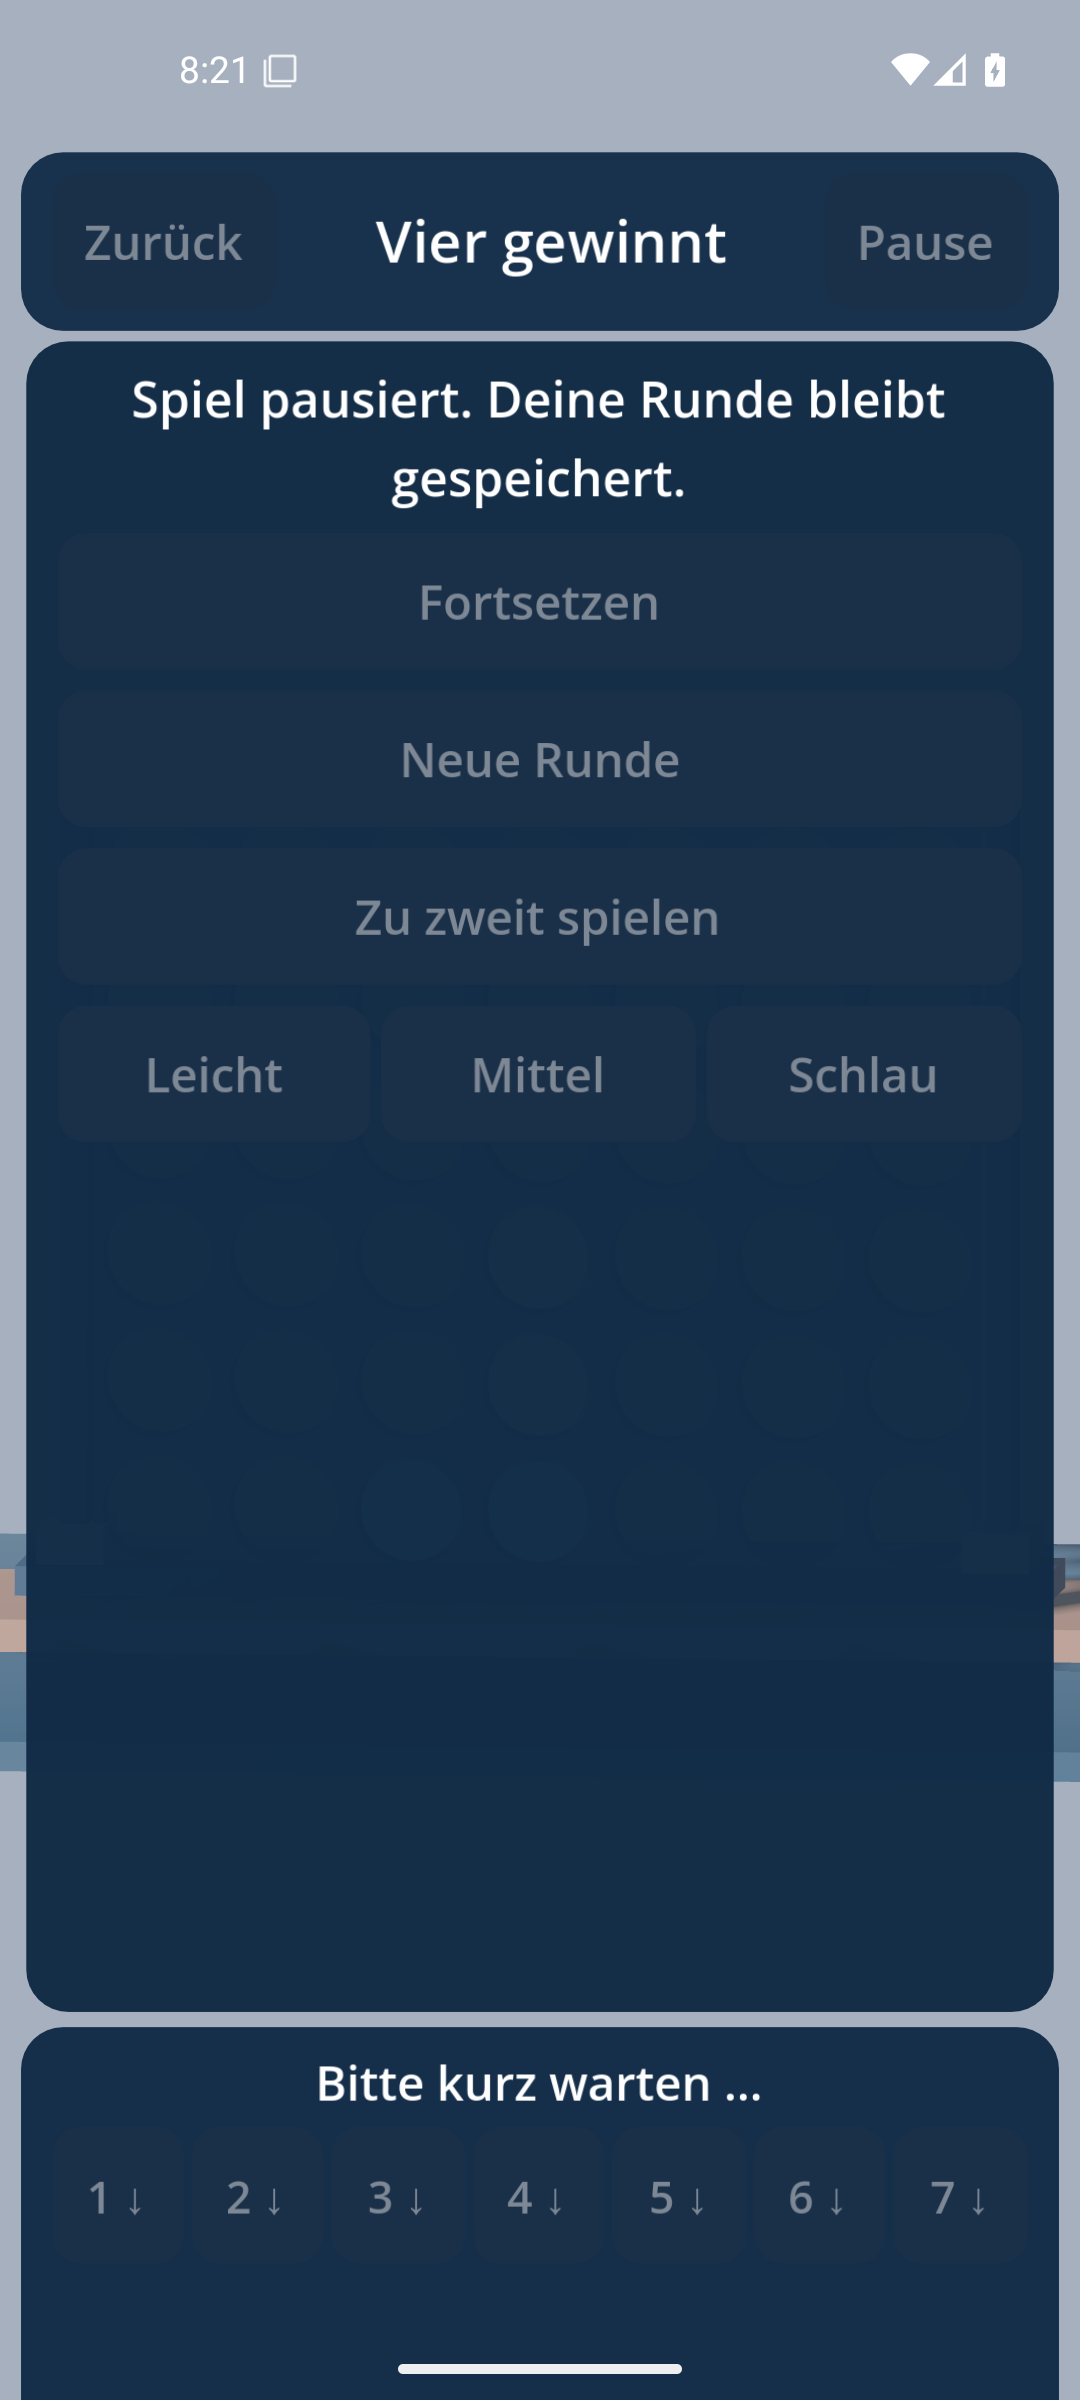 8:21
Zurück
Vier gewinnt
Pause
Spiel pausiert. Deine Runde bleibt
gespeichert.
Fortsetzen
Neue Runde
Zu zweit spielen
Leicht
Mittel
Schlau
Bitte kurz warten ...
1 ↓ 2 ↓ 3 ↓ 4 ↓ 5 ↓ 6 ↓ 7 ↓